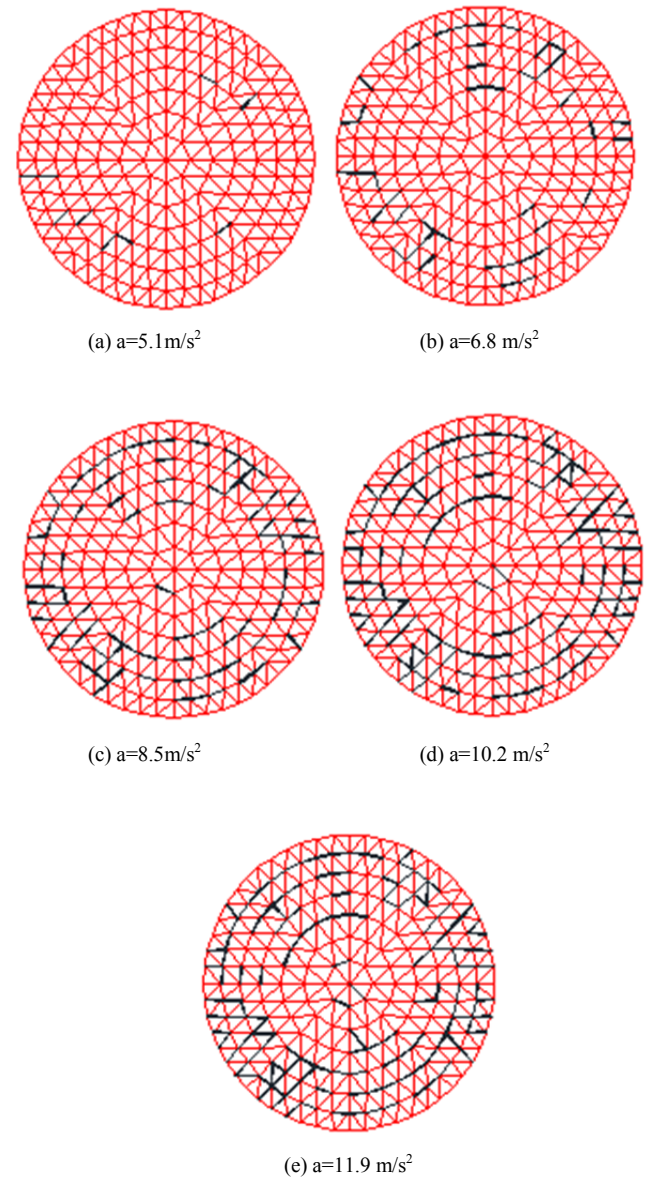 (a) a=5.1m/s²
(b) a=6.8 m/s²
(c) a=8.5m/s²
(d) a=10.2 m/s²
(e) a=11.9 m/s²